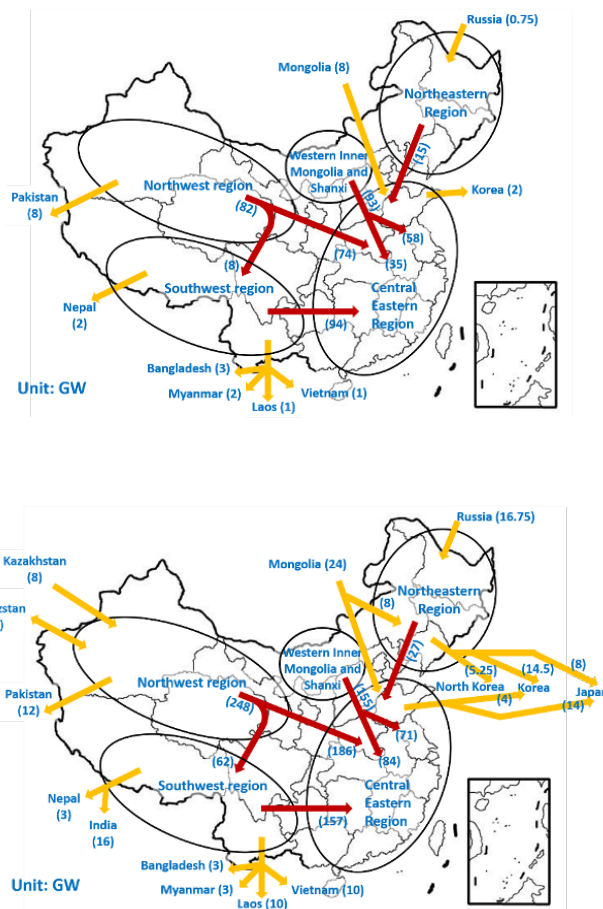 Russia (0.75)
Mongolia (8)
Northeastern
Region
(15)
Western Inner
Mongolia and
Shanxi
(93)
Northwest region
(82)
Pakistan
(8)
Korea (2)
(58)
(74)
(35)
(8)
Southwest region
Central
Eastern
Region
Nepal
(2)
(94)
Bangladesh (3)
Myanmar (2)
Vietnam (1)
Laos (1)
Unit: GW
Russia (16.75)
Kazakhstan
(8)
Mongolia (24)
(8)
Northeastern
Region
(27)
Western Inner
Mongolia and
Shanxi
(155)
(5.25)
(14.5)
(8)
North Korea
Korea
Japan
(4)
(14)
Northwest region
(248)
Pakistan
(12)
(71)
(186)
(84)
(62)
Southwest region
Central
Eastern
Region
Nepal
(3)
India
(16)
(157)
Bangladesh (3)
Myanmar (3)
Vietnam (10)
Laos (10)
Unit: GW